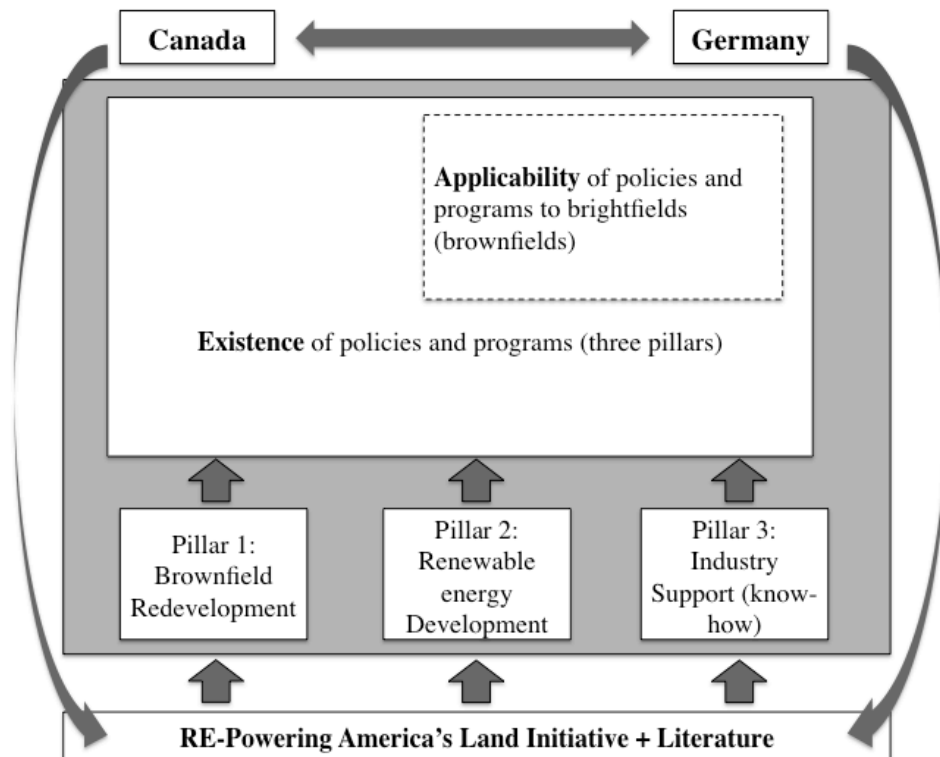 Canada
Germany
Applicability of policies and
programs to brightfields
(brownfields)
Existence of policies and programs (three pillars)
Pillar 1:
Brownfield
Redevelopment
Pillar 2:
Renewable
energy
Development
Pillar 3:
Industry
Support (know-
how)
RE-Powering America’s Land Initiative + Literature